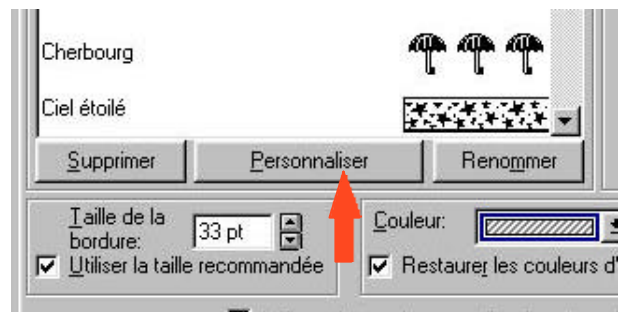 Cherbourg
Ciel étoilé
Supprimer Personnaliser Renommer
Taille de la bordure: 33 pt Couleur:
Utiliser la taille recommandée Restaurer les couleurs d'